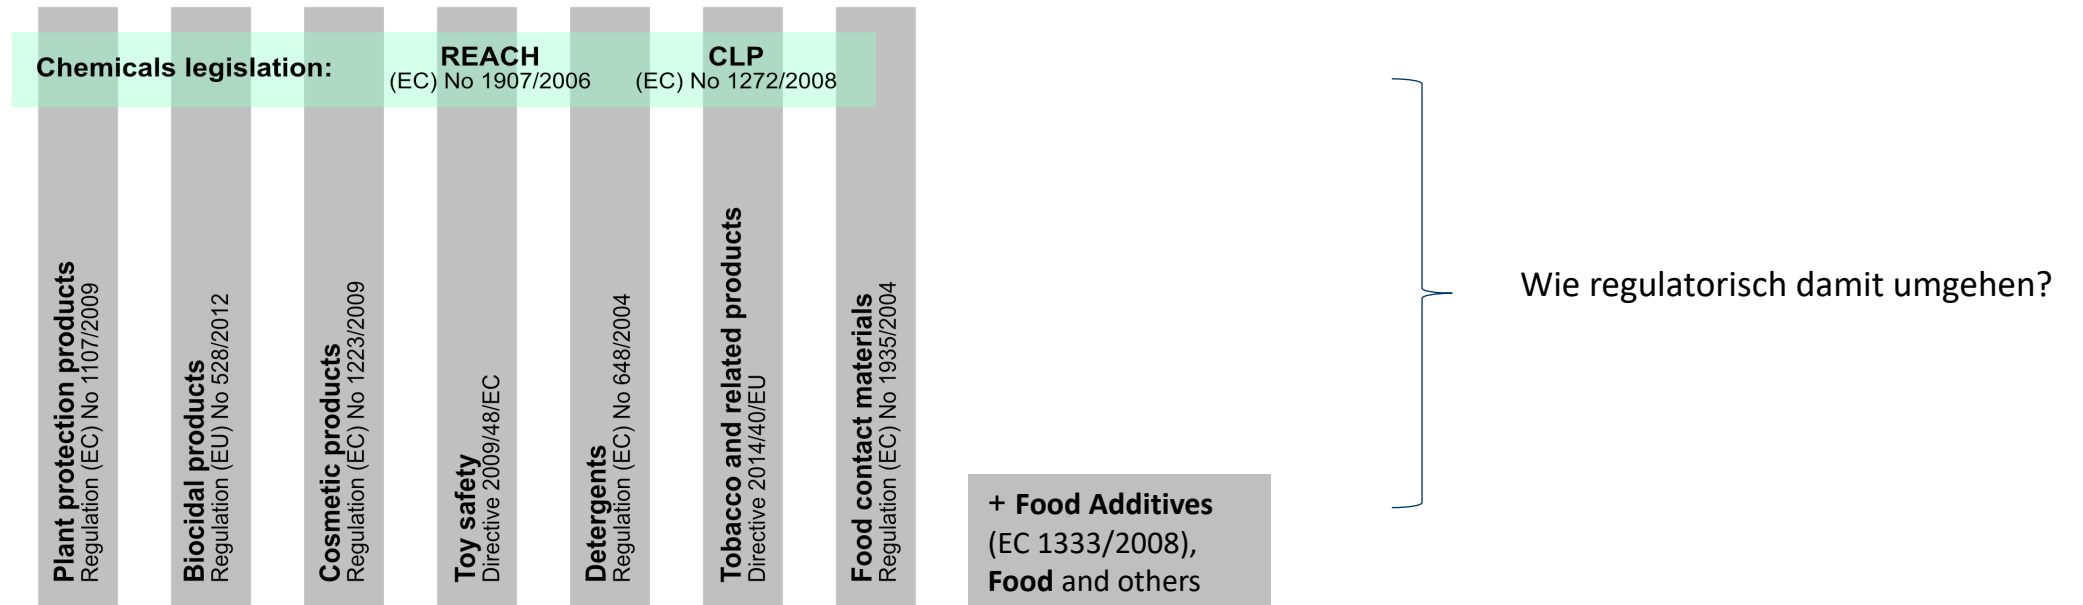 Chemicals legislation:
REACH
(EC) No 1907/2006
CLP
(EC) No 1272/2008
Plant protection products
Regulation (EC) No 1107/2009
Biocidal products
Regulation (EU) No 528/2012
Cosmetic products
Regulation (EC) No 1223/2009
Toy safety
Directive 2009/48/EC
Detergents
Regulation (EC) No 648/2004
Tobacco and related products
Directive 2014/40/EU
Food contact materials
Regulation (EC) No 1935/2004
+ Food Additives
(EC 1333/2008),
Food and others
Wie regulatorisch damit umgehen?